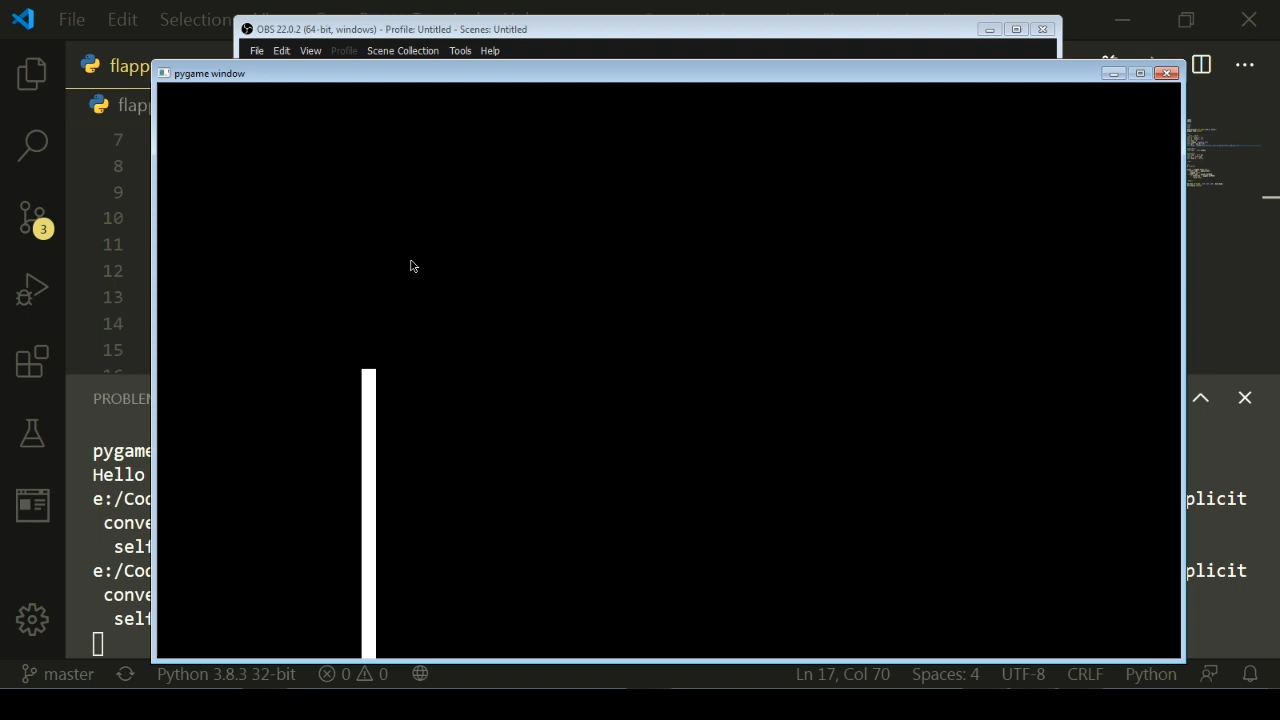 File Edit Selection
OBS 22.0.2 (64-bit, windows) - Profile: Untitled - Scenes: Untitled
File Edit View Profile Scene Collection Tools Help
flapp
pygame window
flapp
7
8
9
10
11
12
13
14
15
3
PROBLEM
pygame
Hello
e:/Cod plicit
conve
self
e:/Cod plicit
conve
self
master Python 3.8.3 32-bit 0 0 Ln 17, Col 70 Spaces: 4 UTF-8 CRLF Python